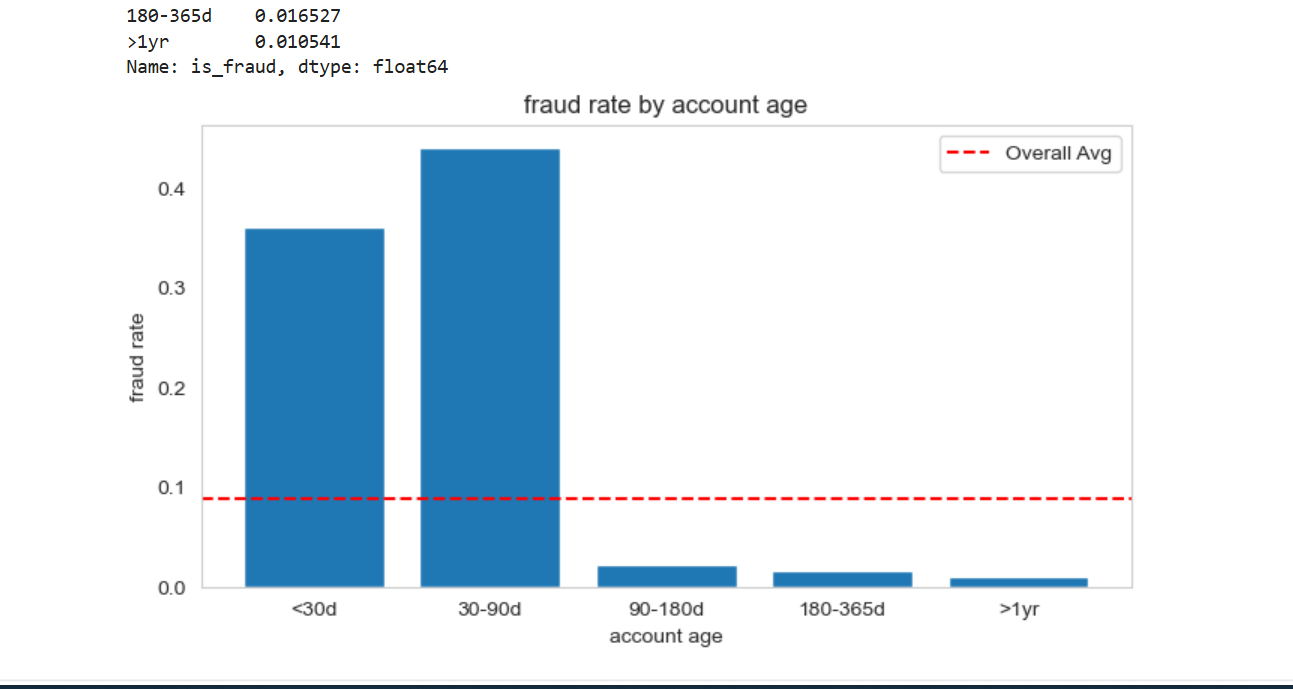 180-365d    0.016527
>1yr        0.010541
Name: is_fraud, dtype: float64
fraud rate by account age
Overall Avg
0.4
0.3
0.2
0.1
0.0
fraud rate
<30d 30-90d 90-180d 180-365d >1yr
account age